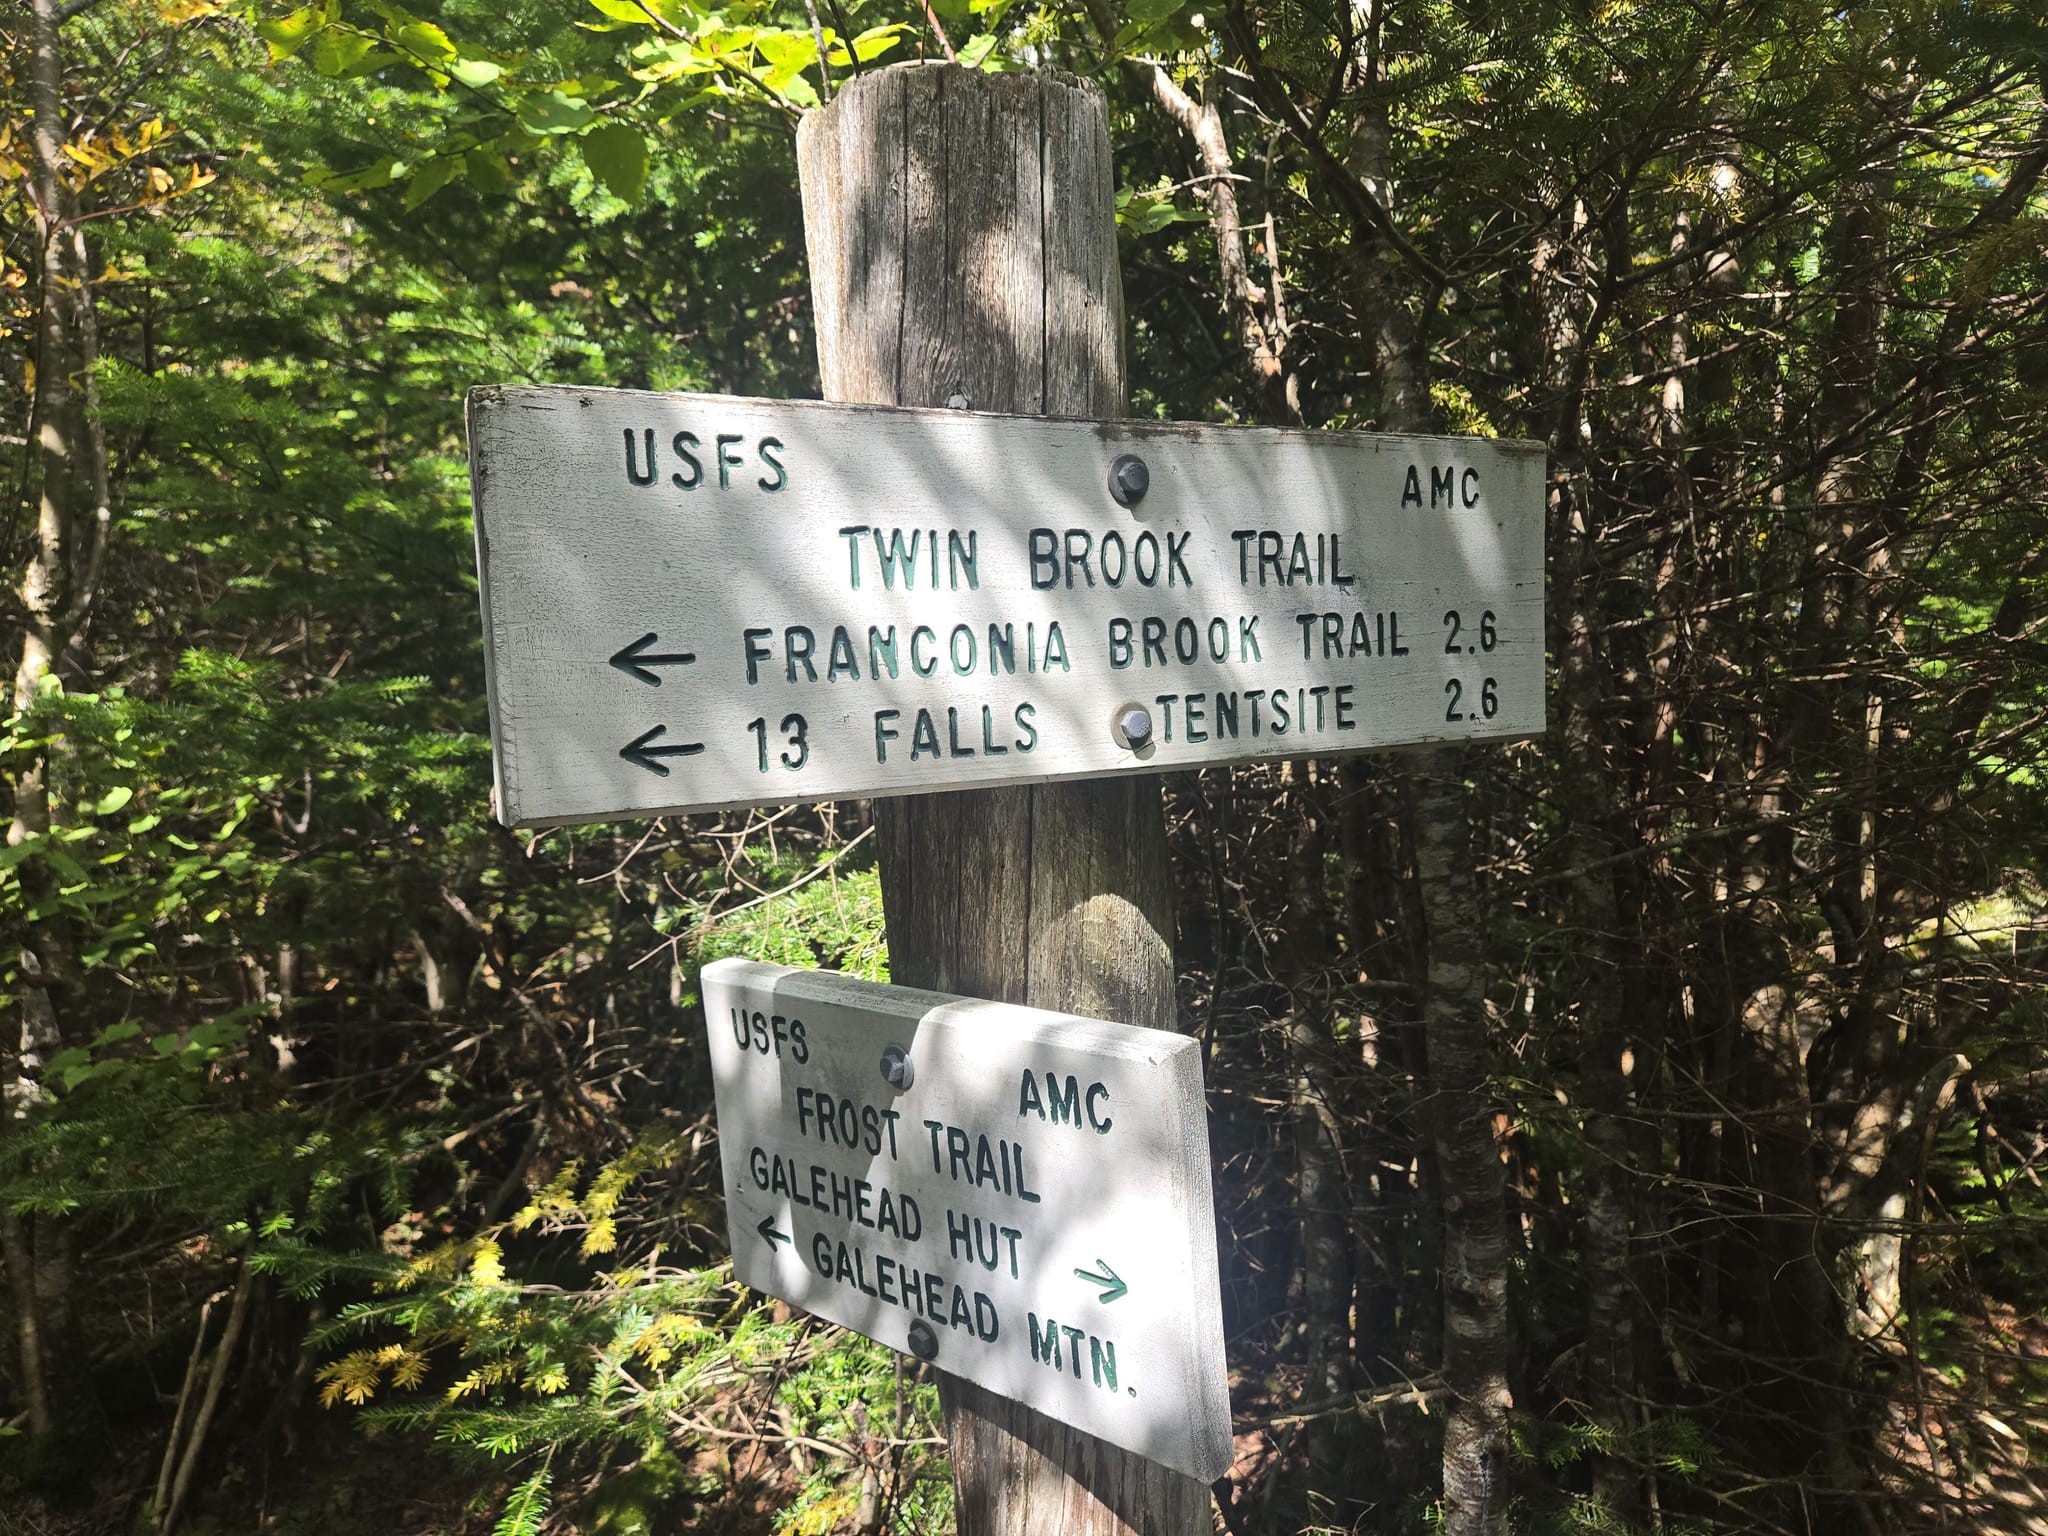 USFS AMC
TWIN BROOK TRAIL
← FRANCONIA BROOK TRAIL 2.6
← 13 FALLS TENTSITE 2.6
USFS AMC
FROST TRAIL
GALEHEAD HUT →
← GALEHEAD MTN.